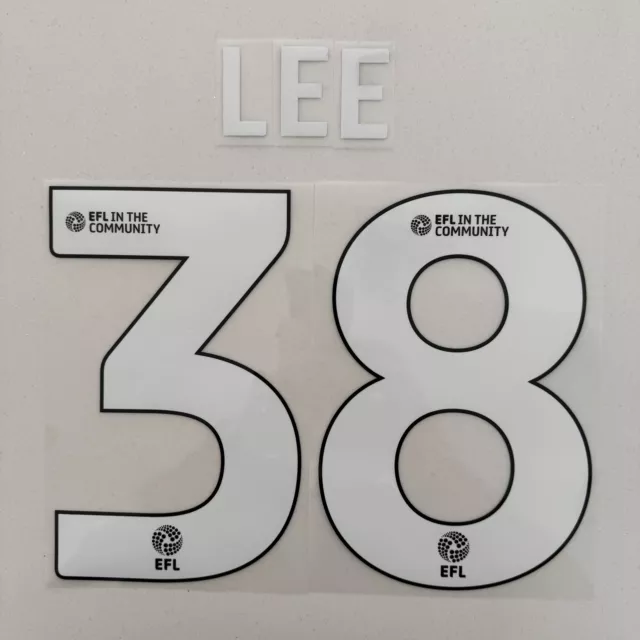 LEE
38
EFL IN THE
COMMUNITY
EFL IN THE
COMMUNITY
EFL
EFL